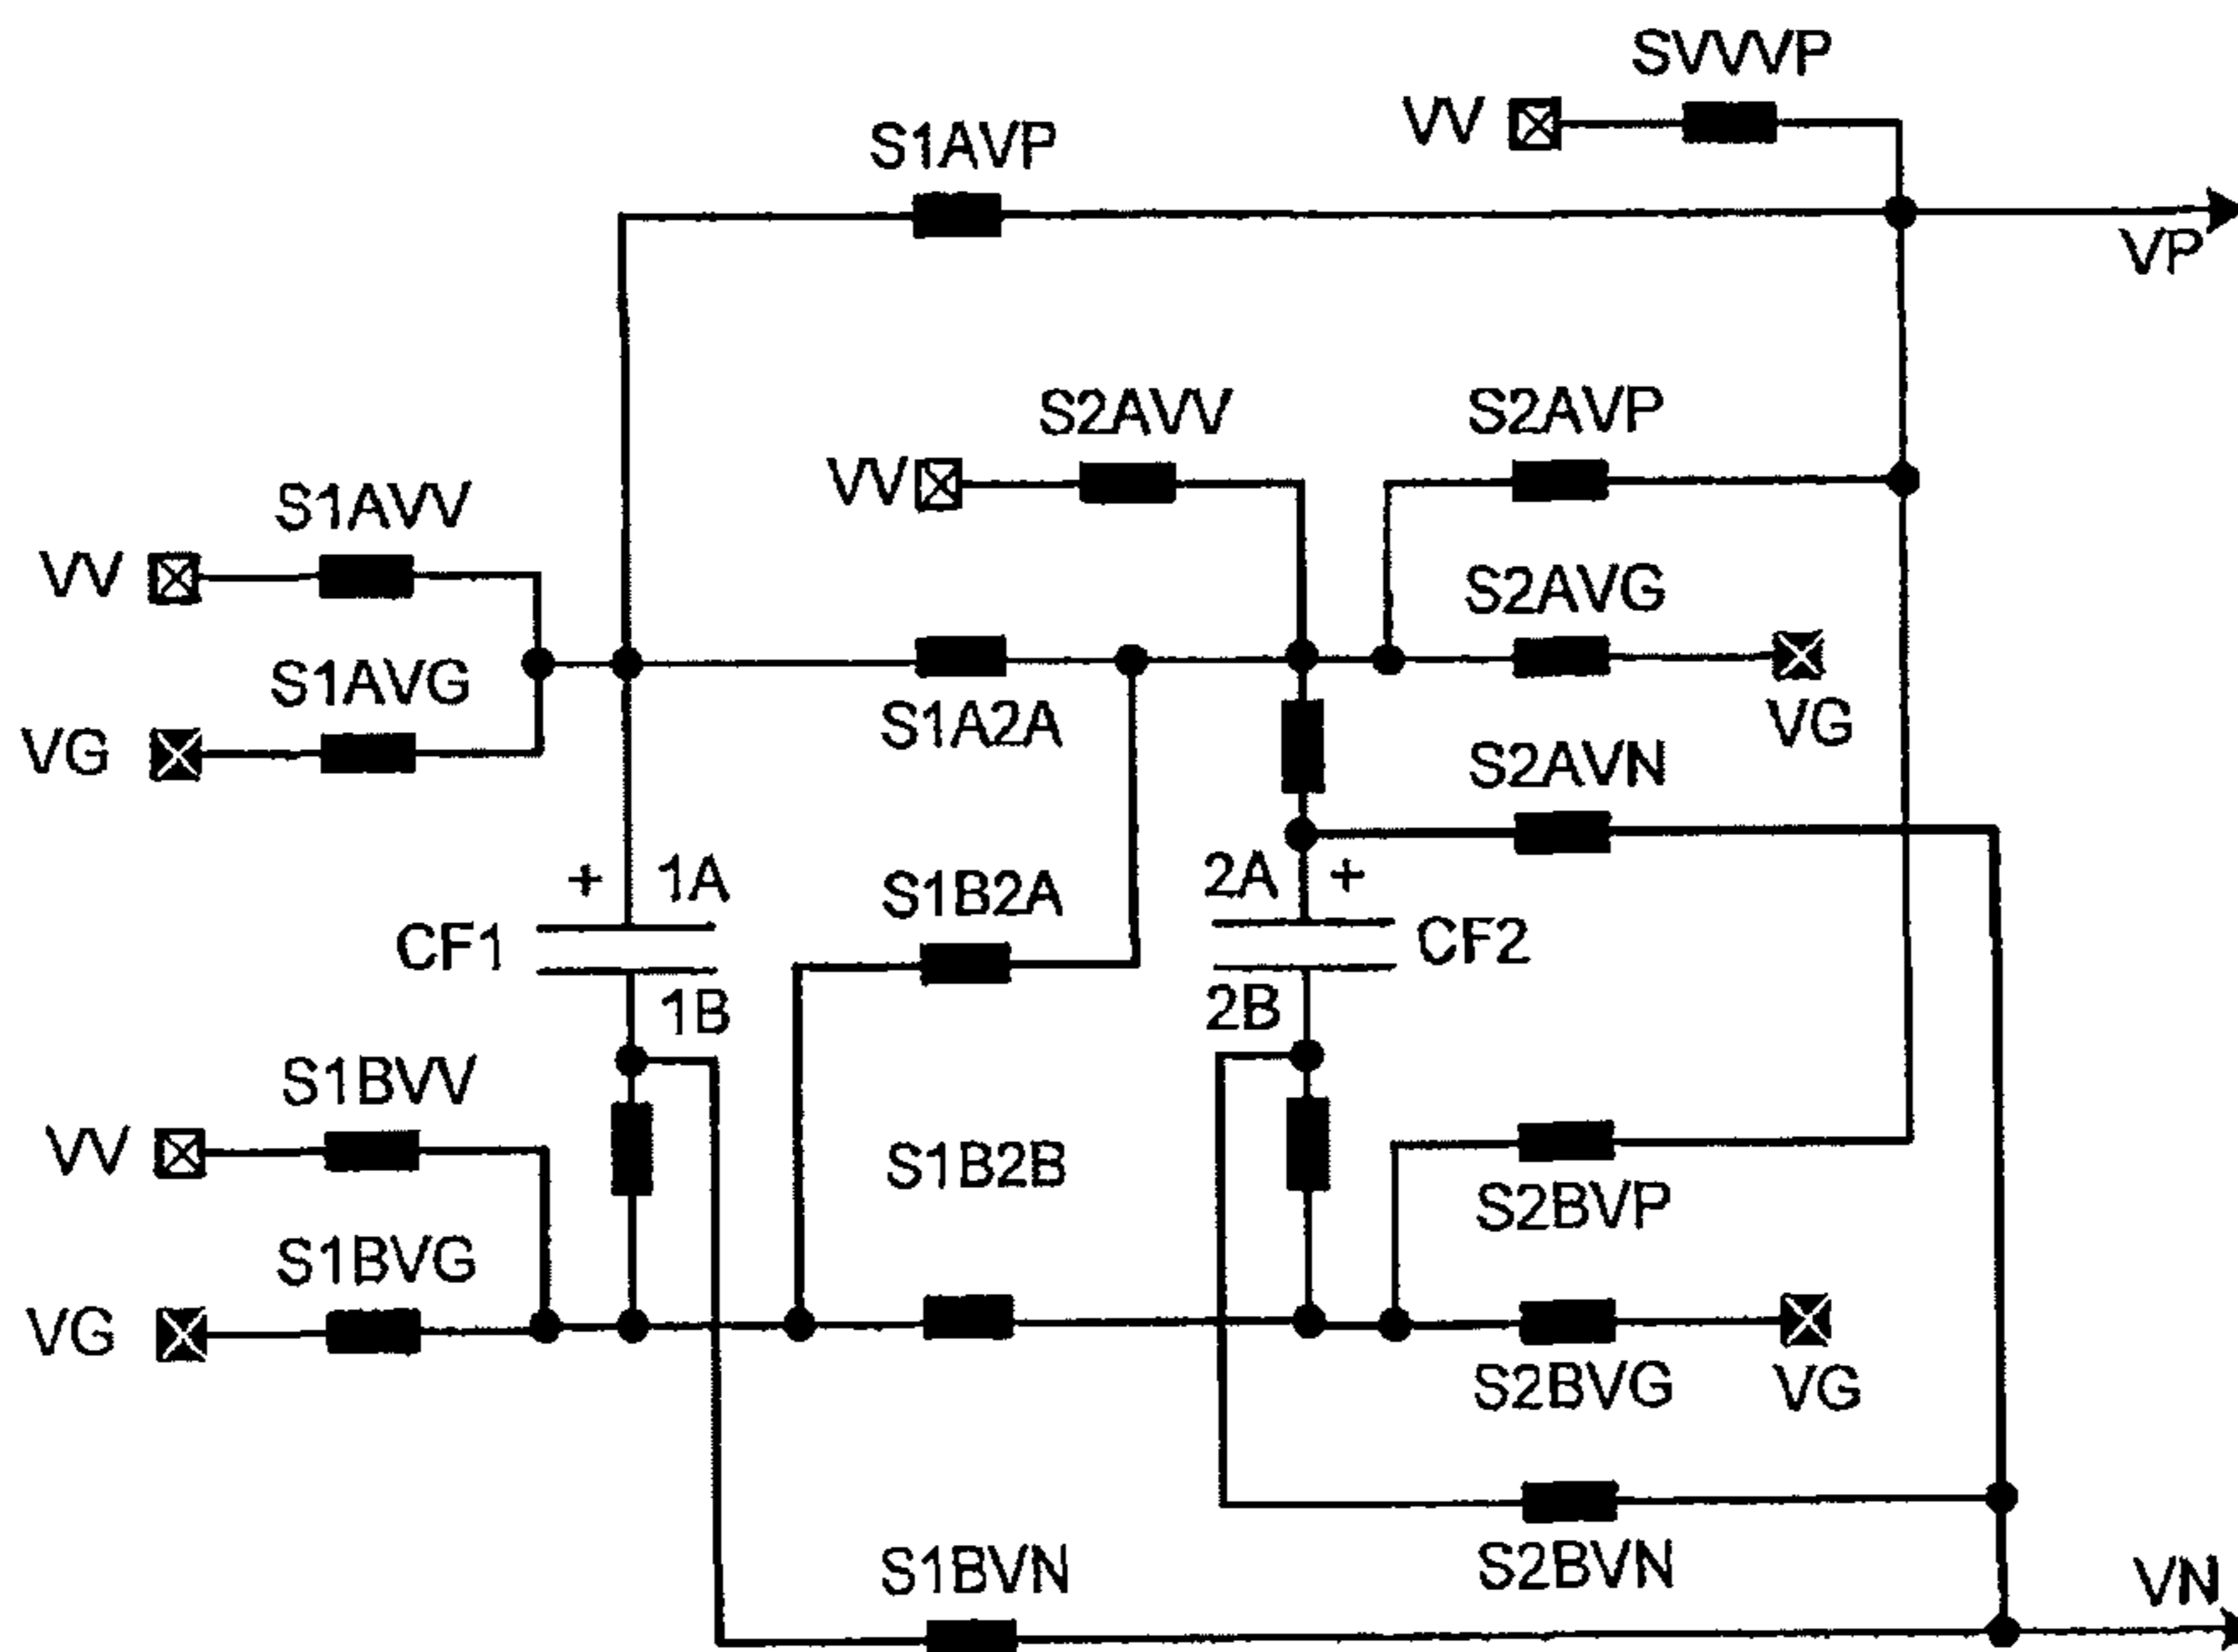 SVVVP
VV
S1AVP
VP
S2AVV
S2AVP
VV
S1AVV
VV
S2AVG
S1AVG
VG
S1A2A
VG
S2AVN
+ 1A
2A +
S1B2A
CF1
CF2
1B
2B
S1BVV
VV
S1B2B
S2BVP
S1BVG
VG
S2BVG
VG
S1BVN
S2BVN
VN